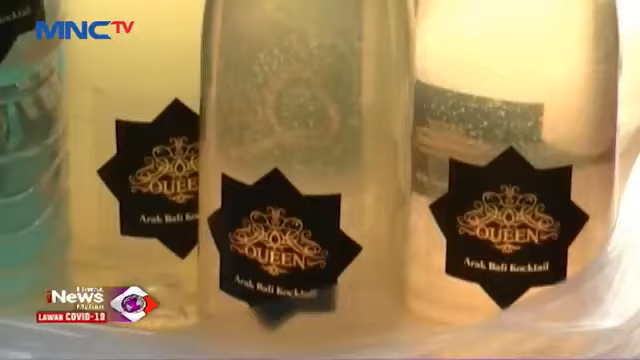 MNCTV
QUEEN
Arak Bali Kocktail
QUEEN
Arak Bali Kocktail
QUEEN
Arak Bali Kocktail
iNews
LAWAN COVID-19